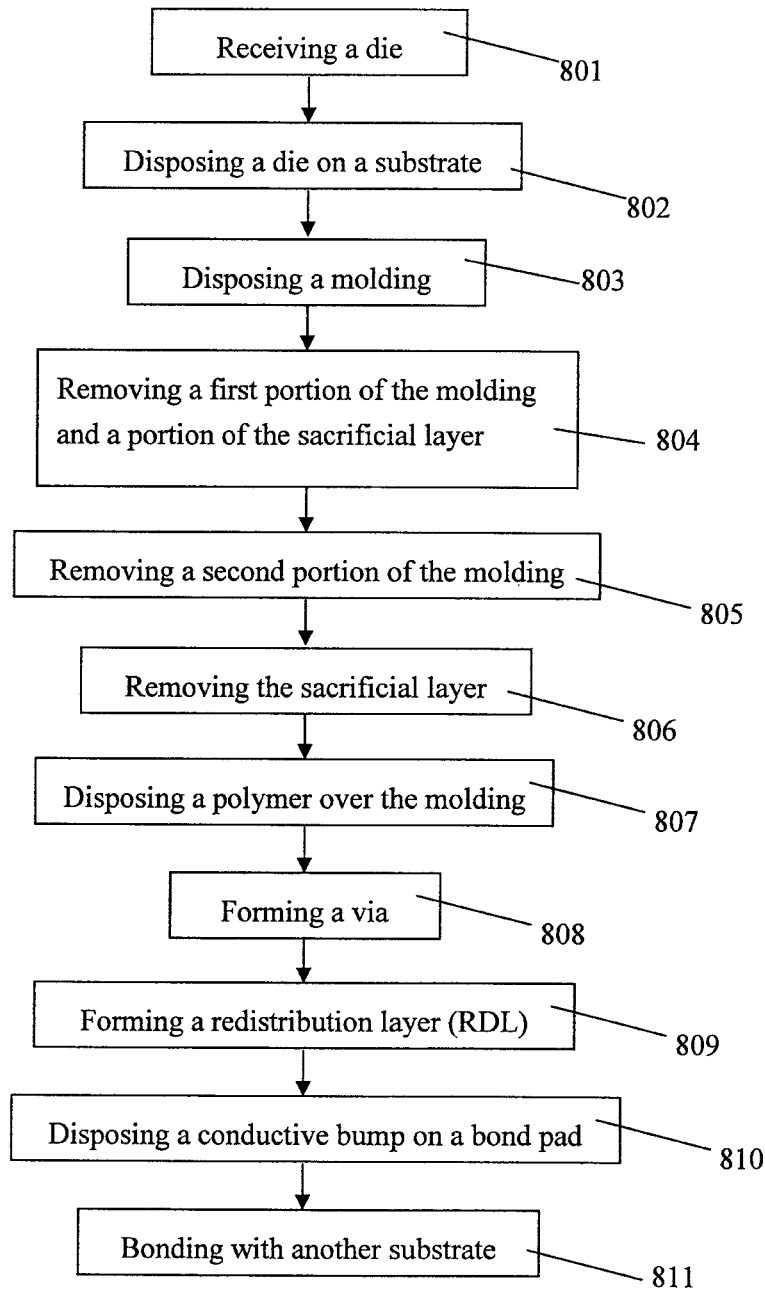 Receiving a die
801
Disposing a die on a substrate
802
Disposing a molding
803
Removing a first portion of the molding
and a portion of the sacrificial layer
804
Removing a second portion of the molding
805
Removing the sacrificial layer
806
Disposing a polymer over the molding
807
Forming a via
808
Forming a redistribution layer (RDL)
809
Disposing a conductive bump on a bond pad
810
Bonding with another substrate
811